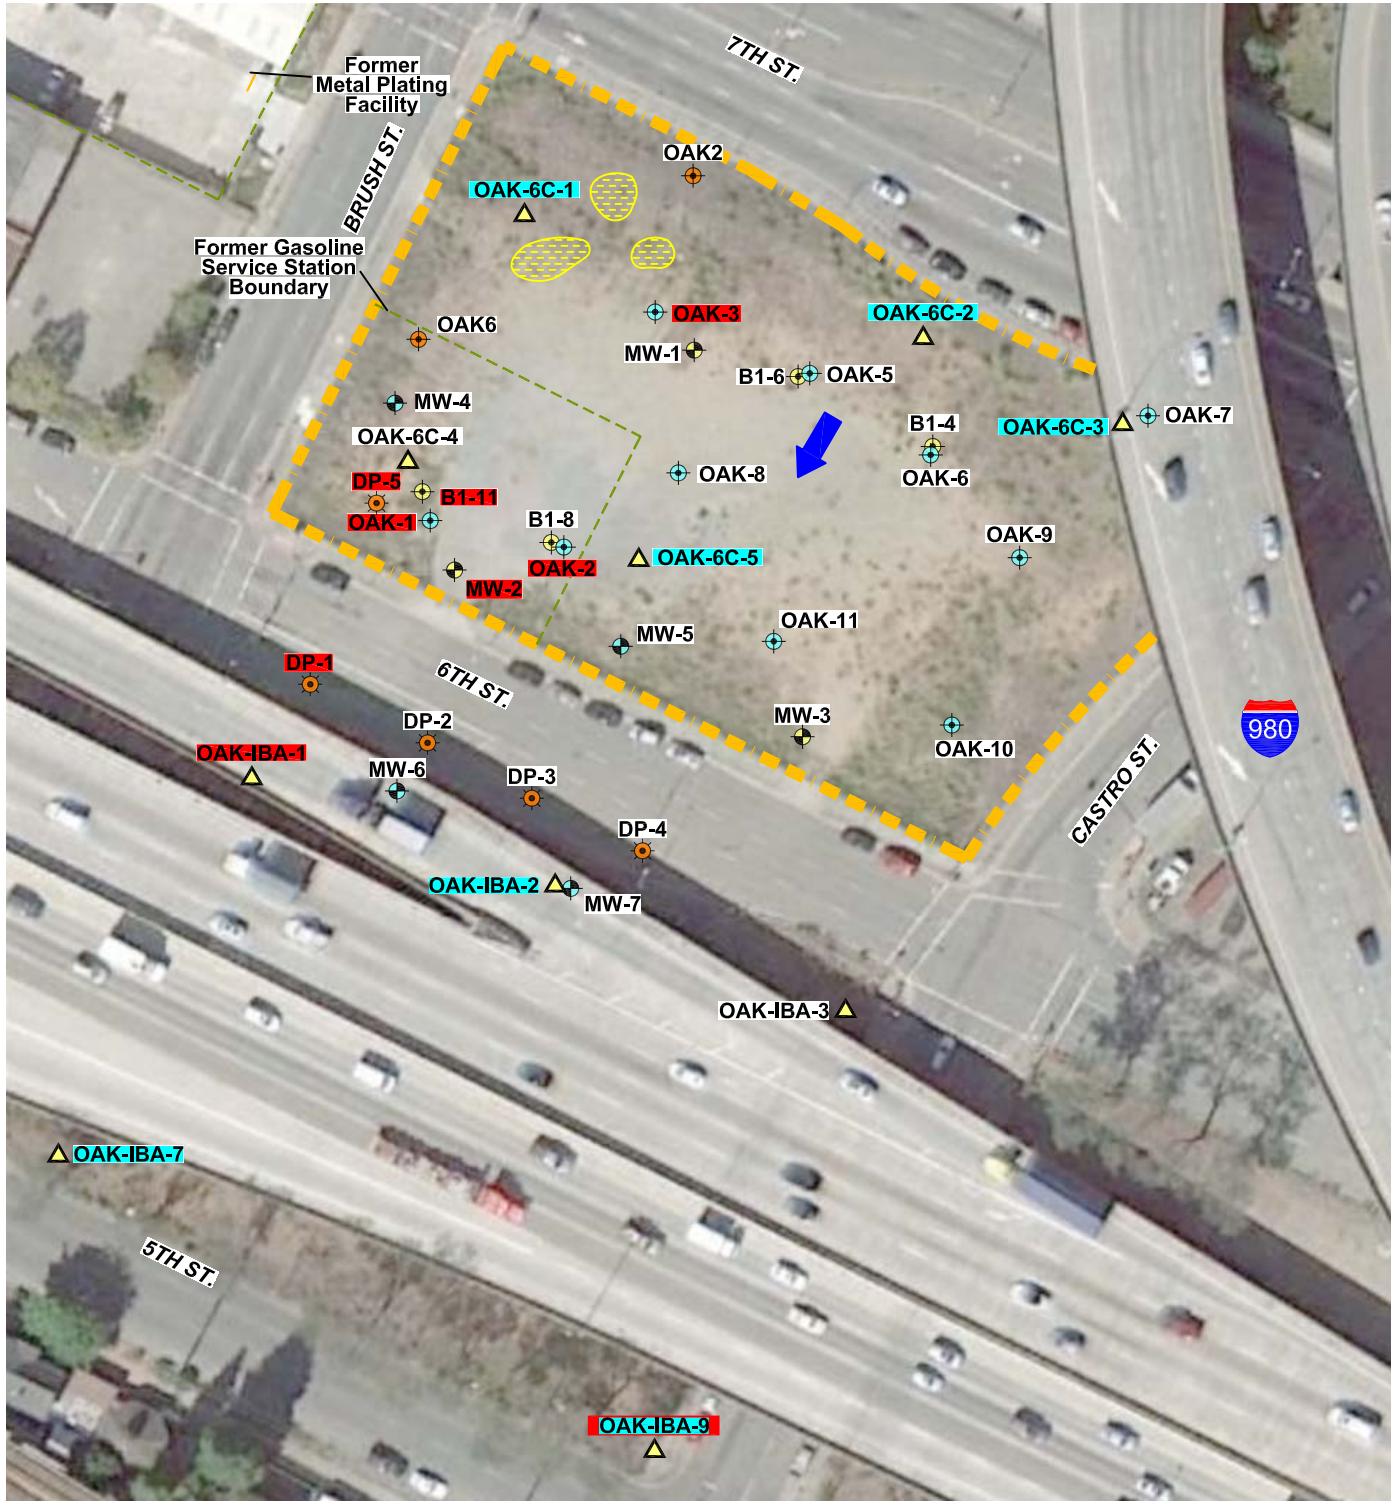 7TH ST.
Former
Metal Plating
Facility
BRUSH ST.
OAK2
OAK-6C-1
Former Gasoline
Service Station
Boundary
OAK-3
OAK-6C-2
OAK6
MW-1
B1-6
OAK-5
MW-4
OAK-7
OAK-6C-3
B1-4
OAK-6C-4
OAK-8
OAK-6
DP-5
B1-11
OAK-1
B1-8
OAK-9
OAK-6C-5
OAK-2
MW-2
OAK-11
MW-5
DP-1
6TH ST.
MW-3
DP-2
980
OAK-10
OAK-IBA-1
MW-6
DP-3
CASTRO ST.
DP-4
OAK-IBA-2
MW-7
OAK-IBA-3
OAK-IBA-7
5TH ST.
OAK-IBA-9